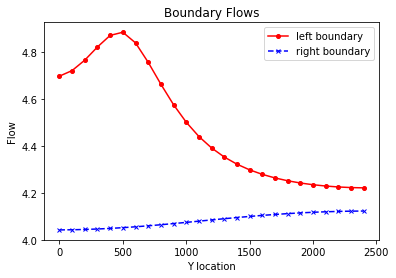 Boundary Flows
left boundary
right boundary
Flow
4.8
4.6
4.4
4.2
4.0
0 500 1000 1500 2000 2500
Y location